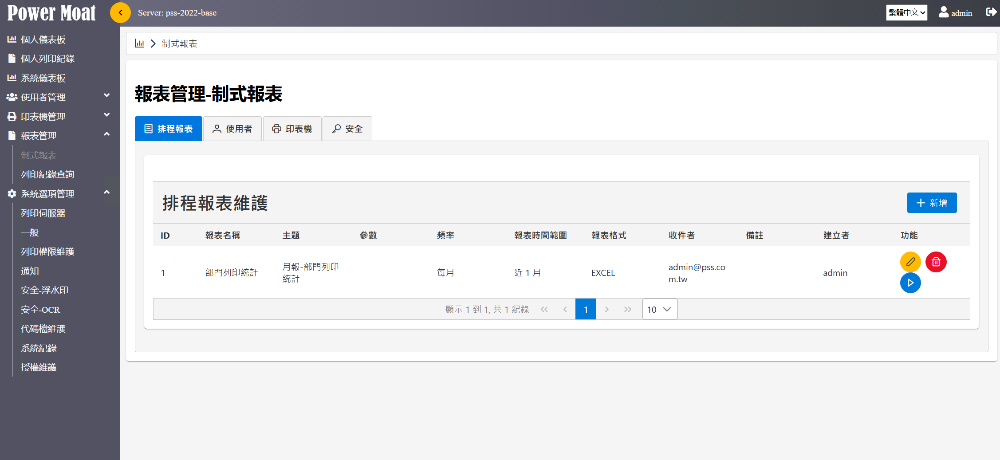 Power Moat
Server: pss-2022-base
繁體中文
admin
個人儀表板
個人列印紀錄
系統儀表板
使用者管理
印表機管理
報表管理
制式報表
列印紀錄查詢
系統選項管理
列印伺服器
一般
列印權限維護
通知
安全-浮水印
安全-OCR
代碼檔維護
系統紀錄
授權維護
制式報表
報表管理-制式報表
排程報表 使用者 印表機 安全
排程報表維護
新增
ID 報表名稱 主題 參數 頻率 報表時間範圍 報表格式 收件者 備註 建立者 功能
1 部門列印統計 月報-部門列印統計 每月 近 1 月 EXCEL admin@pss.com.tw admin
顯示 1 到 1, 共 1 紀錄 1 10